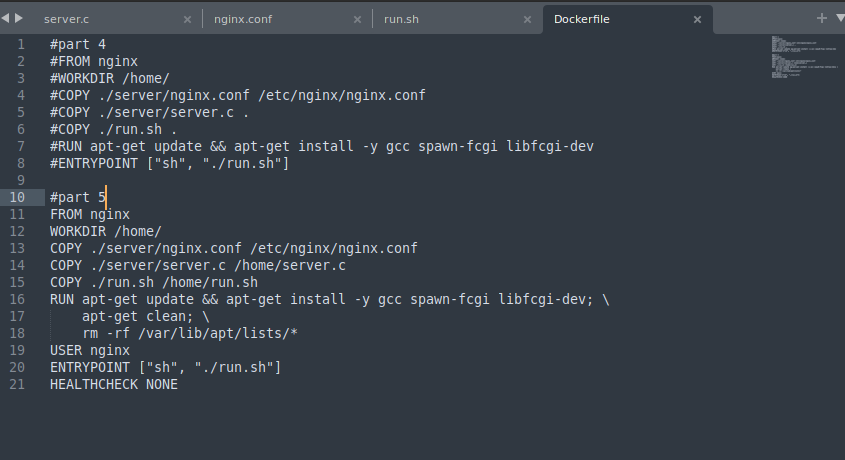 server.c × nginx.conf × run.sh × Dockerfile × +
1 #part 4
2 #FROM nginx
3 #WORKDIR /home/
4 #COPY ./server/nginx.conf /etc/nginx/nginx.conf
5 #COPY ./server/server.c .
6 #COPY ./run.sh .
7 #RUN apt-get update && apt-get install -y gcc spawn-fcgi libfcgi-dev
8 #ENTRYPOINT ["sh", "./run.sh"]
9
10 #part 5
11 FROM nginx
12 WORKDIR /home/
13 COPY ./server/nginx.conf /etc/nginx/nginx.conf
14 COPY ./server/server.c /home/server.c
15 COPY ./run.sh /home/run.sh
16 RUN apt-get update && apt-get install -y gcc spawn-fcgi libfcgi-dev; \
17     apt-get clean; \
18     rm -rf /var/lib/apt/lists/*
19 USER nginx
20 ENTRYPOINT ["sh", "./run.sh"]
21 HEALTHCHECK NONE